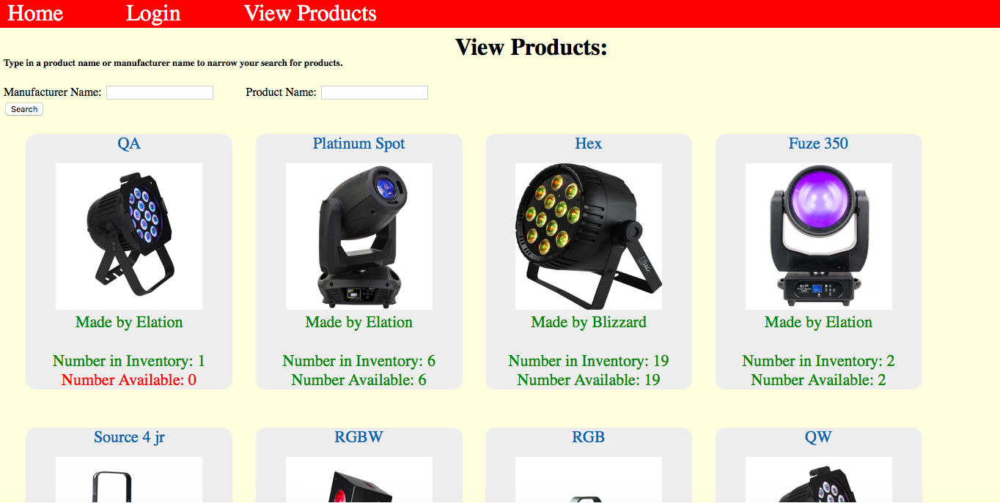 Home Login View Products
View Products:
Type in a product name or manufacturer name to narrow your search for products.
Manufacturer Name: Product Name:
Search
QA Platinum Spot Hex Fuze 350
001
Made by Elation Made by Elation Made by Blizzard Made by Elation
Number in Inventory: 1 Number in Inventory: 6 Number in Inventory: 19 Number in Inventory: 2
Number Available: 0 Number Available: 6 Number Available: 19 Number Available: 2
Source 4 jr RGBW RGB QW